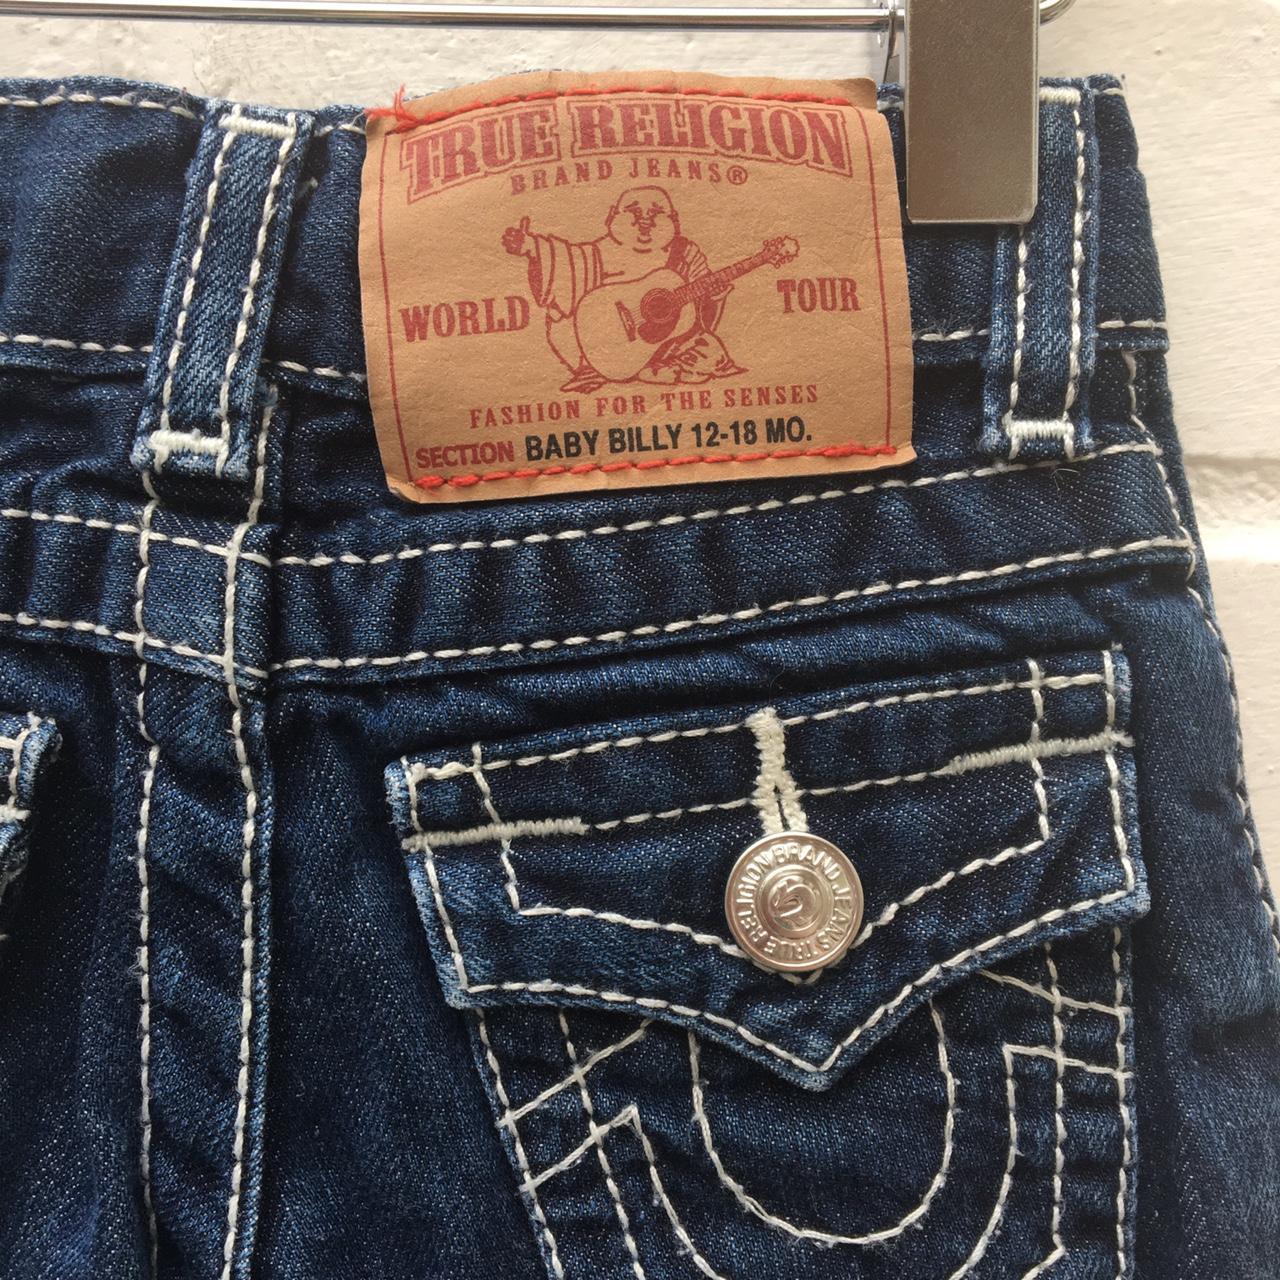 TRUE RELIGION
BRAND JEANS®
WORLD TOUR
FASHION FOR THE SENSES
SECTION BABY BILLY 12-18 MO.
TRUE RELIGION BRAND JEANS